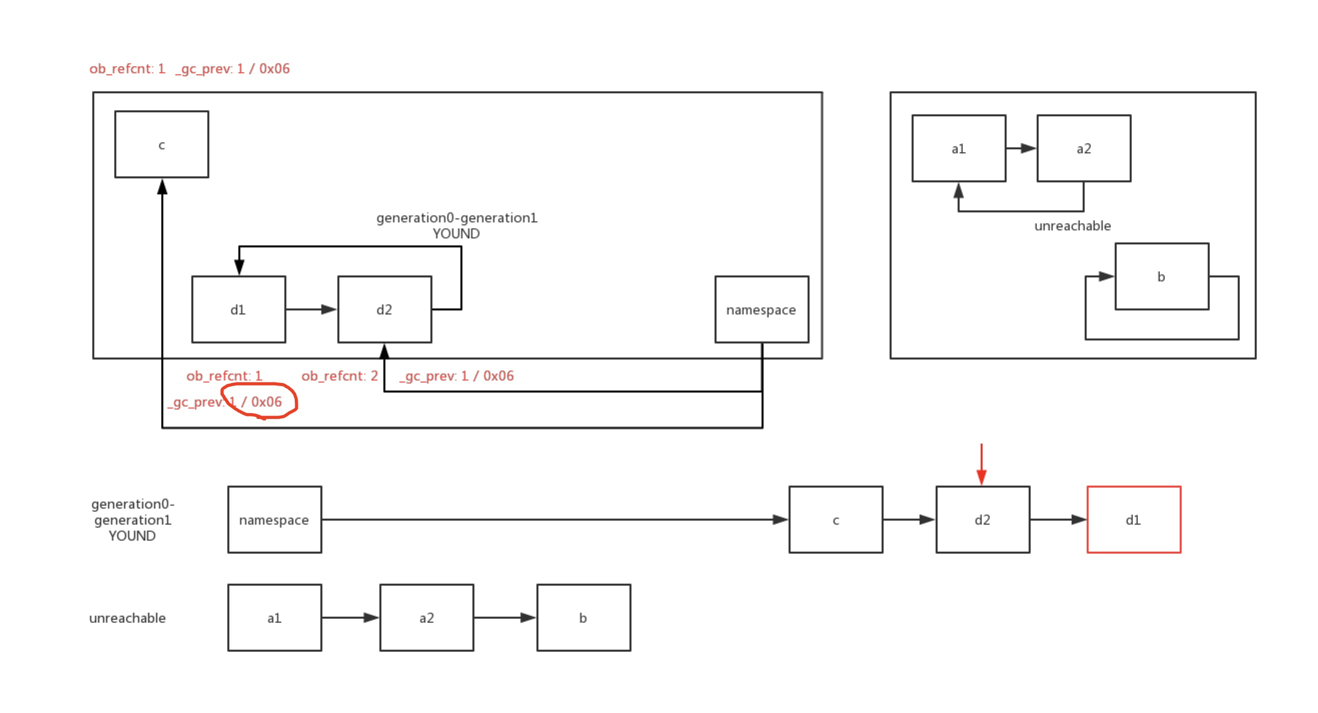 ob_refcnt: 1 _gc_prev: 1 / 0x06
c
a1
a2
generation0-generation1
YOUND
unreachable
b
d1
d2
namespace
ob_refcnt: 1
ob_refcnt: 2
_gc_prev: 1 / 0x06
_gc_prev: 1 / 0x06
generation0-
generation1
YOUND
namespace
c
d2
d1
unreachable
a1
a2
b